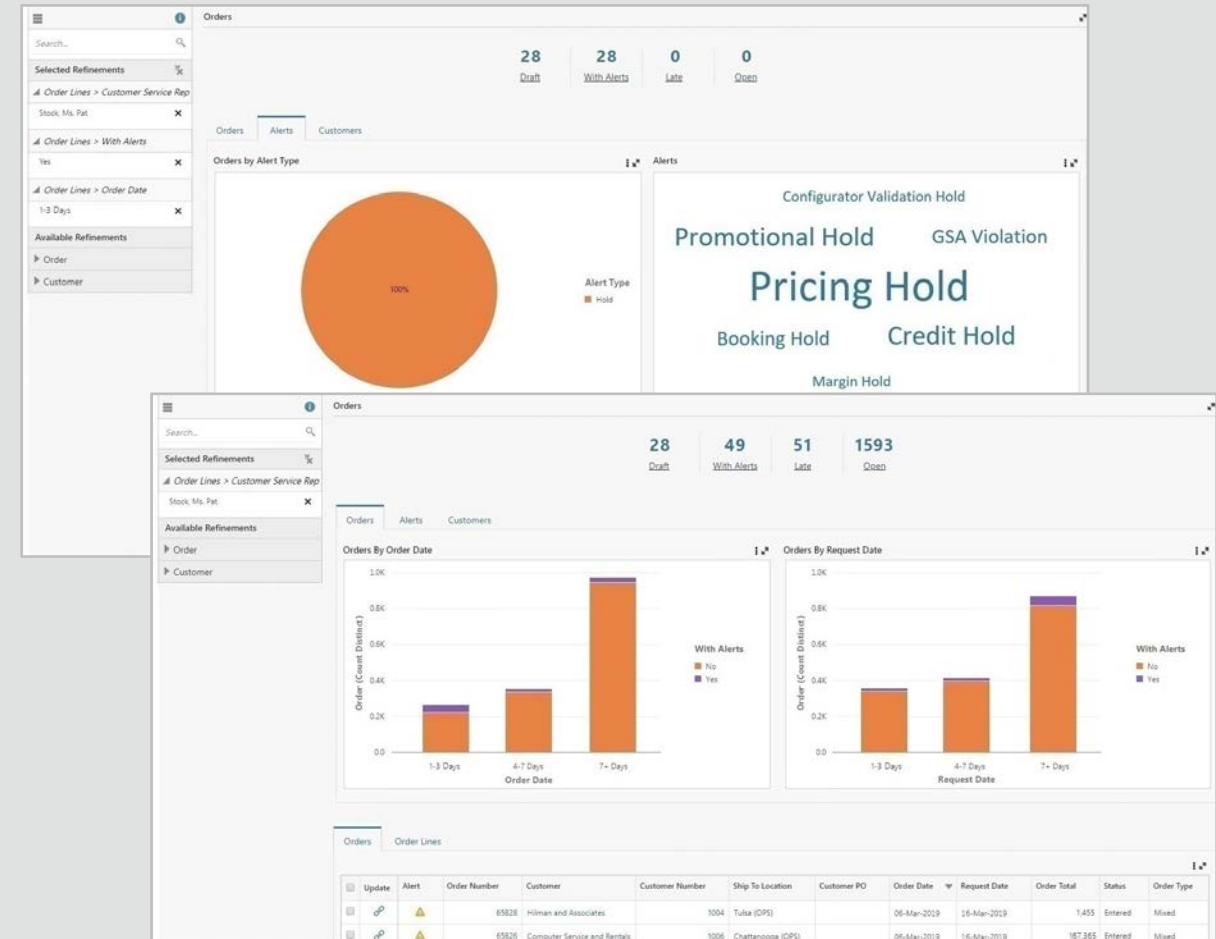 Orders
Search...
28 28 0 0
Draft With Alerts Late Open
Selected Refinements
Order Lines > Customer Service Rep
Stock, Ms. Pat
Order Lines > With Alerts
Yes
Order Lines > Order Date
1-3 Days
Available Refinements
Order
Customer
Orders Alerts Customers
Orders by Alert Type
100%
Alert Type
Hold
Alerts
Configurator Validation Hold
Promotional Hold GSA Violation
Pricing Hold
Booking Hold Credit Hold
Margin Hold
Orders
Search...
28 49 51 1593
Draft With Alerts Late Open
Selected Refinements
Order Lines > Customer Service Rep
Stock, Ms. Pat
Available Refinements
Order
Customer
Orders Alerts Customers
Orders By Order Date
Order (Count Distinct)
1.0K
0.8K
0.6K
0.4K
0.2K
0.0
1-3 Days 4-7 Days 7+ Days
Order Date
With Alerts
No
Yes
Orders By Request Date
Order (Count Distinct)
1.0K
0.8K
0.6K
0.4K
0.2K
0.0
1-3 Days 4-7 Days 7+ Days
Request Date
With Alerts
No
Yes
Orders Order Lines
Update Alert Order Number Customer Customer Number Ship To Location Customer PO Order Date Request Date Order Total Status Order Type
65828 Hilman and Associates 1004 Tulsa (OPS) 06-Mar-2019 16-Mar-2019 1,455 Entered Mixed
65826 Computer Service and Rentals 1006 Chattanooga (OPS) 06-Mar-2019 16-Mar-2019 167,365 Entered Mixed